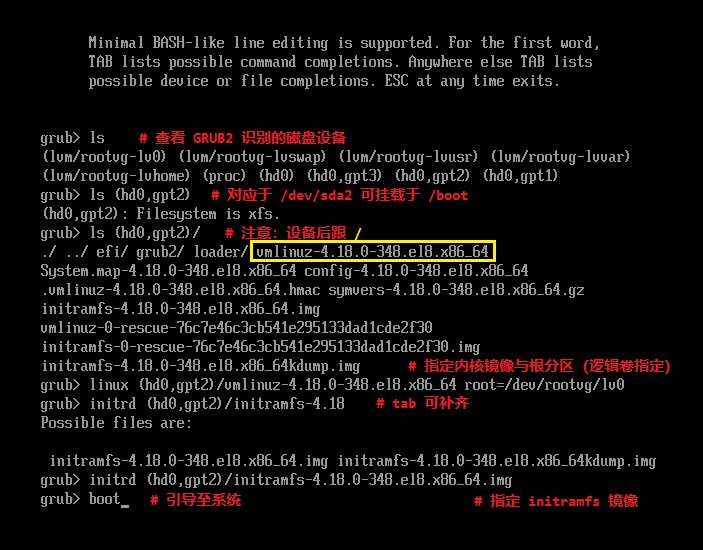 Minimal BASH-like line editing is supported. For the first word,
TAB lists possible command completions. Anywhere else TAB lists
possible device or file completions. ESC at any time exits.
grub> ls # 查看 GRUB2 识别的磁盘设备
(lvm/rootvg-lv0) (lvm/rootvg-lvswap) (lvm/rootvg-lvusr) (lvm/rootvg-lvvar)
(lvm/rootvg-lvhome) (proc) (hd0) (hd0,gpt3) (hd0,gpt2) (hd0,gpt1)
grub> ls (hd0,gpt2) # 对应于 /dev/sda2 可挂载于 /boot
(hd0,gpt2): Filesystem is xfs.
grub> ls (hd0,gpt2)/ # 注意：设备后跟 /
./ ../ efi/ grub2/ loader/ vmlinuz-4.18.0-348.el8.x86_64
System.map-4.18.0-348.el8.x86_64 config-4.18.0-348.el8.x86_64
.vmlinuz-4.18.0-348.el8.x86_64.hmac symvers-4.18.0-348.el8.x86_64.gz
initramfs-4.18.0-348.el8.x86_64.img
vmlinuz-0-rescue-76c7e46c3cb541e295133dad1cde2f30
initramfs-0-rescue-76c7e46c3cb541e295133dad1cde2f30.img
initramfs-4.18.0-348.el8.x86_64kdump.img # 指定内核镜像与根分区（逻辑卷指定）
grub> linux (hd0,gpt2)/vmlinuz-4.18.0-348.el8.x86_64 root=/dev/rootvg/lv0
grub> initrd (hd0,gpt2)/initramfs-4.18 # tab 可补齐
Possible files are:
initramfs-4.18.0-348.el8.x86_64.img initramfs-4.18.0-348.el8.x86_64kdump.img
grub> initrd (hd0,gpt2)/initramfs-4.18.0-348.el8.x86_64.img
grub> boot_ # 引导至系统 # 指定 initramfs 镜像